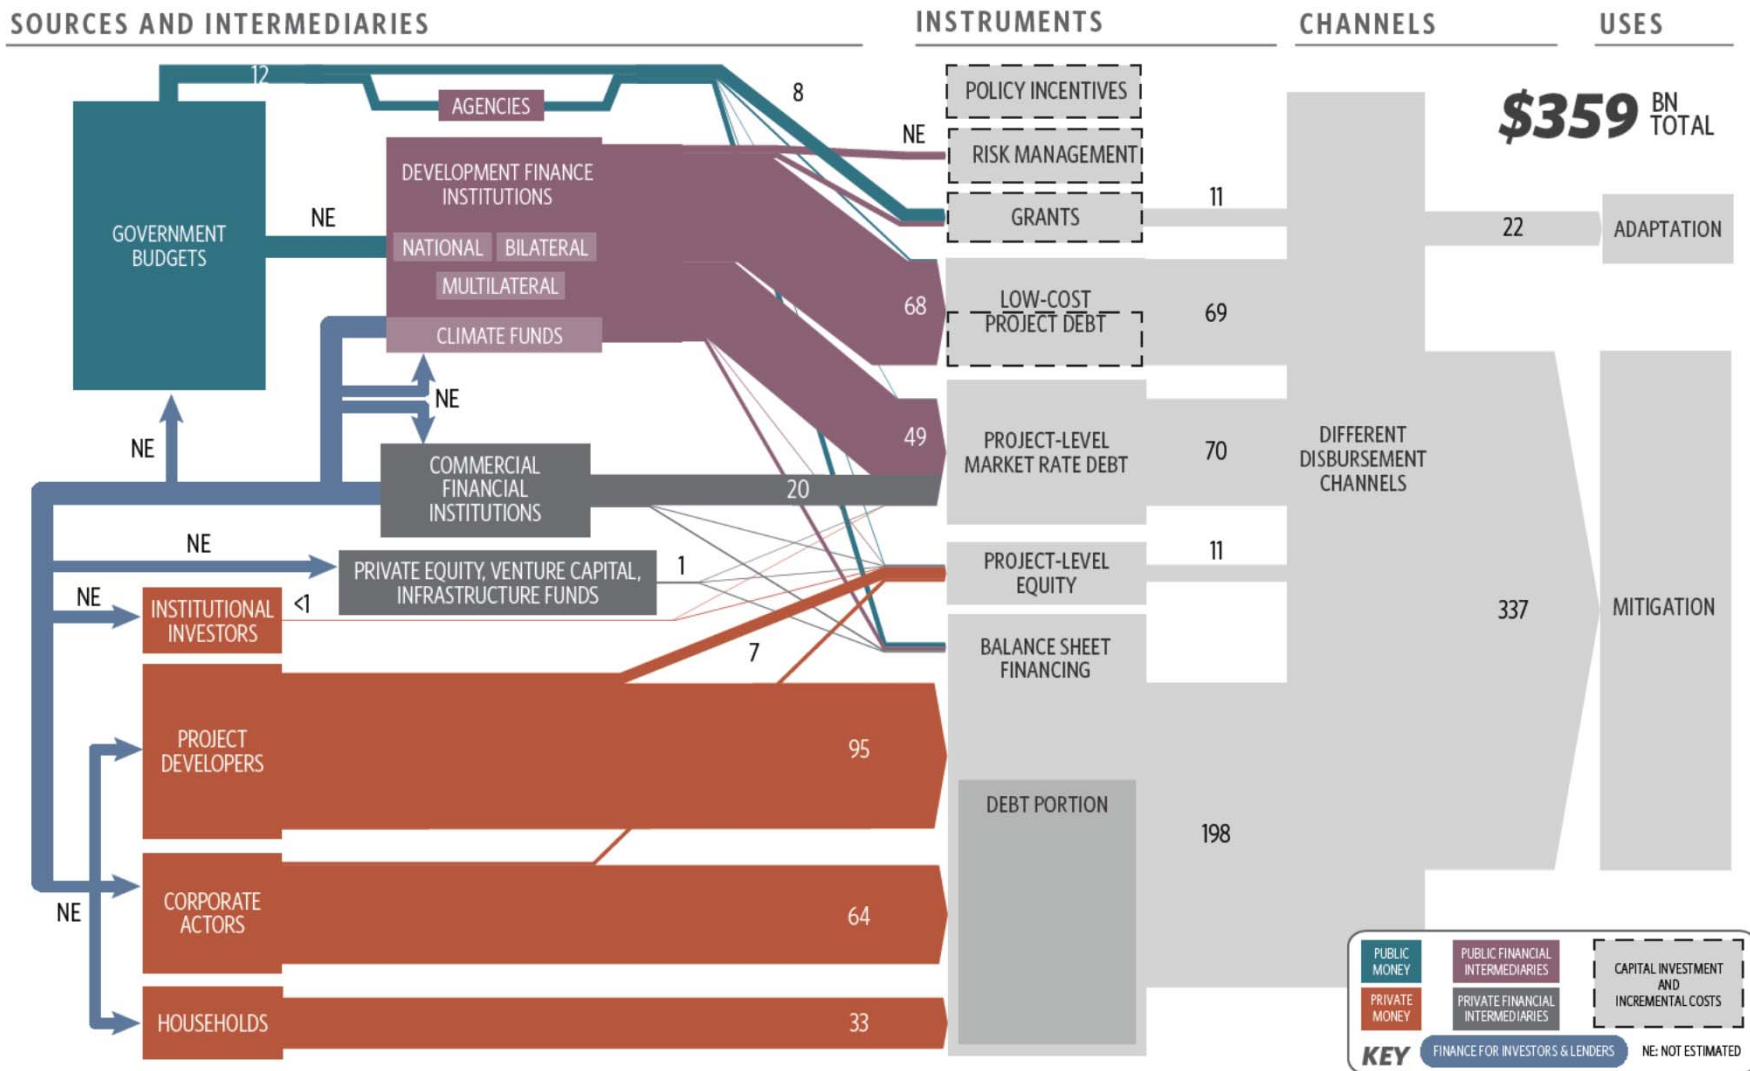 SOURCES AND INTERMEDIARIES
INSTRUMENTS
CHANNELS
USES
12
AGENCIES
8
POLICY INCENTIVES
$359 BN
TOTAL
NE
RISK MANAGEMENT
DEVELOPMENT FINANCE
INSTITUTIONS
GOVERNMENT
BUDGETS
NE
NATIONAL
BILATERAL
MULTILATERAL
CLIMATE FUNDS
GRANTS
11
22
ADAPTATION
68
LOW-COST
PROJECT DEBT
69
NE
NE
COMMERCIAL
FINANCIAL
INSTITUTIONS
20
49
PROJECT-LEVEL
MARKET RATE DEBT
70
DIFFERENT
DISBURSEMENT
CHANNELS
NE
PRIVATE EQUITY, VENTURE CAPITAL,
INFRASTRUCTURE FUNDS
1
PROJECT-LEVEL
EQUITY
11
NE
INSTITUTIONAL
INVESTORS
<1
7
337
MITIGATION
BALANCE SHEET
FINANCING
PROJECT
DEVELOPERS
95
DEBT PORTION
198
NE
CORPORATE
ACTORS
64
HOUSEHOLDS
33
PUBLIC
MONEY
PUBLIC FINANCIAL
INTERMEDIARIES
CAPITAL INVESTMENT
AND
INCREMENTAL COSTS
PRIVATE
MONEY
PRIVATE FINANCIAL
INTERMEDIARIES
KEY
FINANCE FOR INVESTORS & LENDERS
NE: NOT ESTIMATED